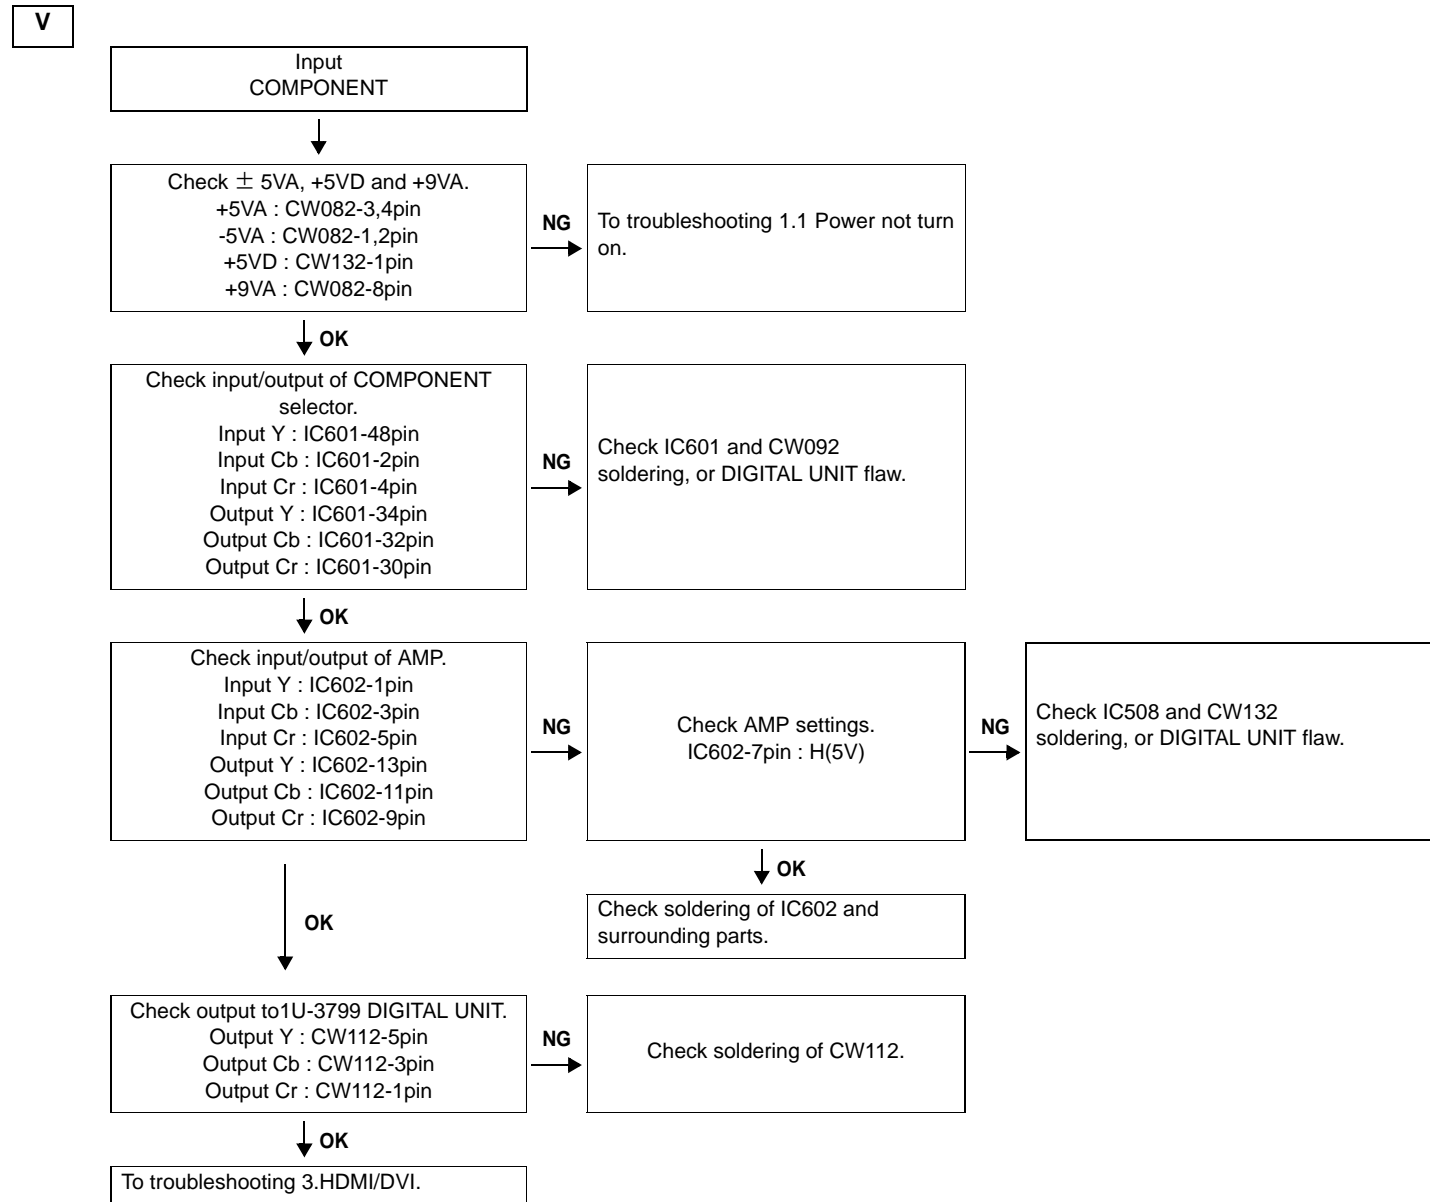 V
Input
COMPONENT
Check ± 5VA, +5VD and +9VA.
+5VA : CW082-3,4pin
-5VA : CW082-1,2pin
+5VD : CW132-1pin
+9VA : CW082-8pin
NG
To troubleshooting 1.1 Power not turn
on.
OK
Check input/output of COMPONENT
selector.
Input Y : IC601-48pin
Input Cb : IC601-2pin
Input Cr : IC601-4pin
Output Y : IC601-34pin
Output Cb : IC601-32pin
Output Cr : IC601-30pin
NG
Check IC601 and CW092
soldering, or DIGITAL UNIT flaw.
OK
Check input/output of AMP.
Input Y : IC602-1pin
Input Cb : IC602-3pin
Input Cr : IC602-5pin
Output Y : IC602-13pin
Output Cb : IC602-11pin
Output Cr : IC602-9pin
NG
Check AMP settings.
IC602-7pin : H(5V)
NG
Check IC508 and CW132
soldering, or DIGITAL UNIT flaw.
OK
Check soldering of IC602 and
surrounding parts.
OK
Check output to1U-3799 DIGITAL UNIT.
Output Y : CW112-5pin
Output Cb : CW112-3pin
Output Cr : CW112-1pin
NG
Check soldering of CW112.
OK
To troubleshooting 3.HDMI/DVI.